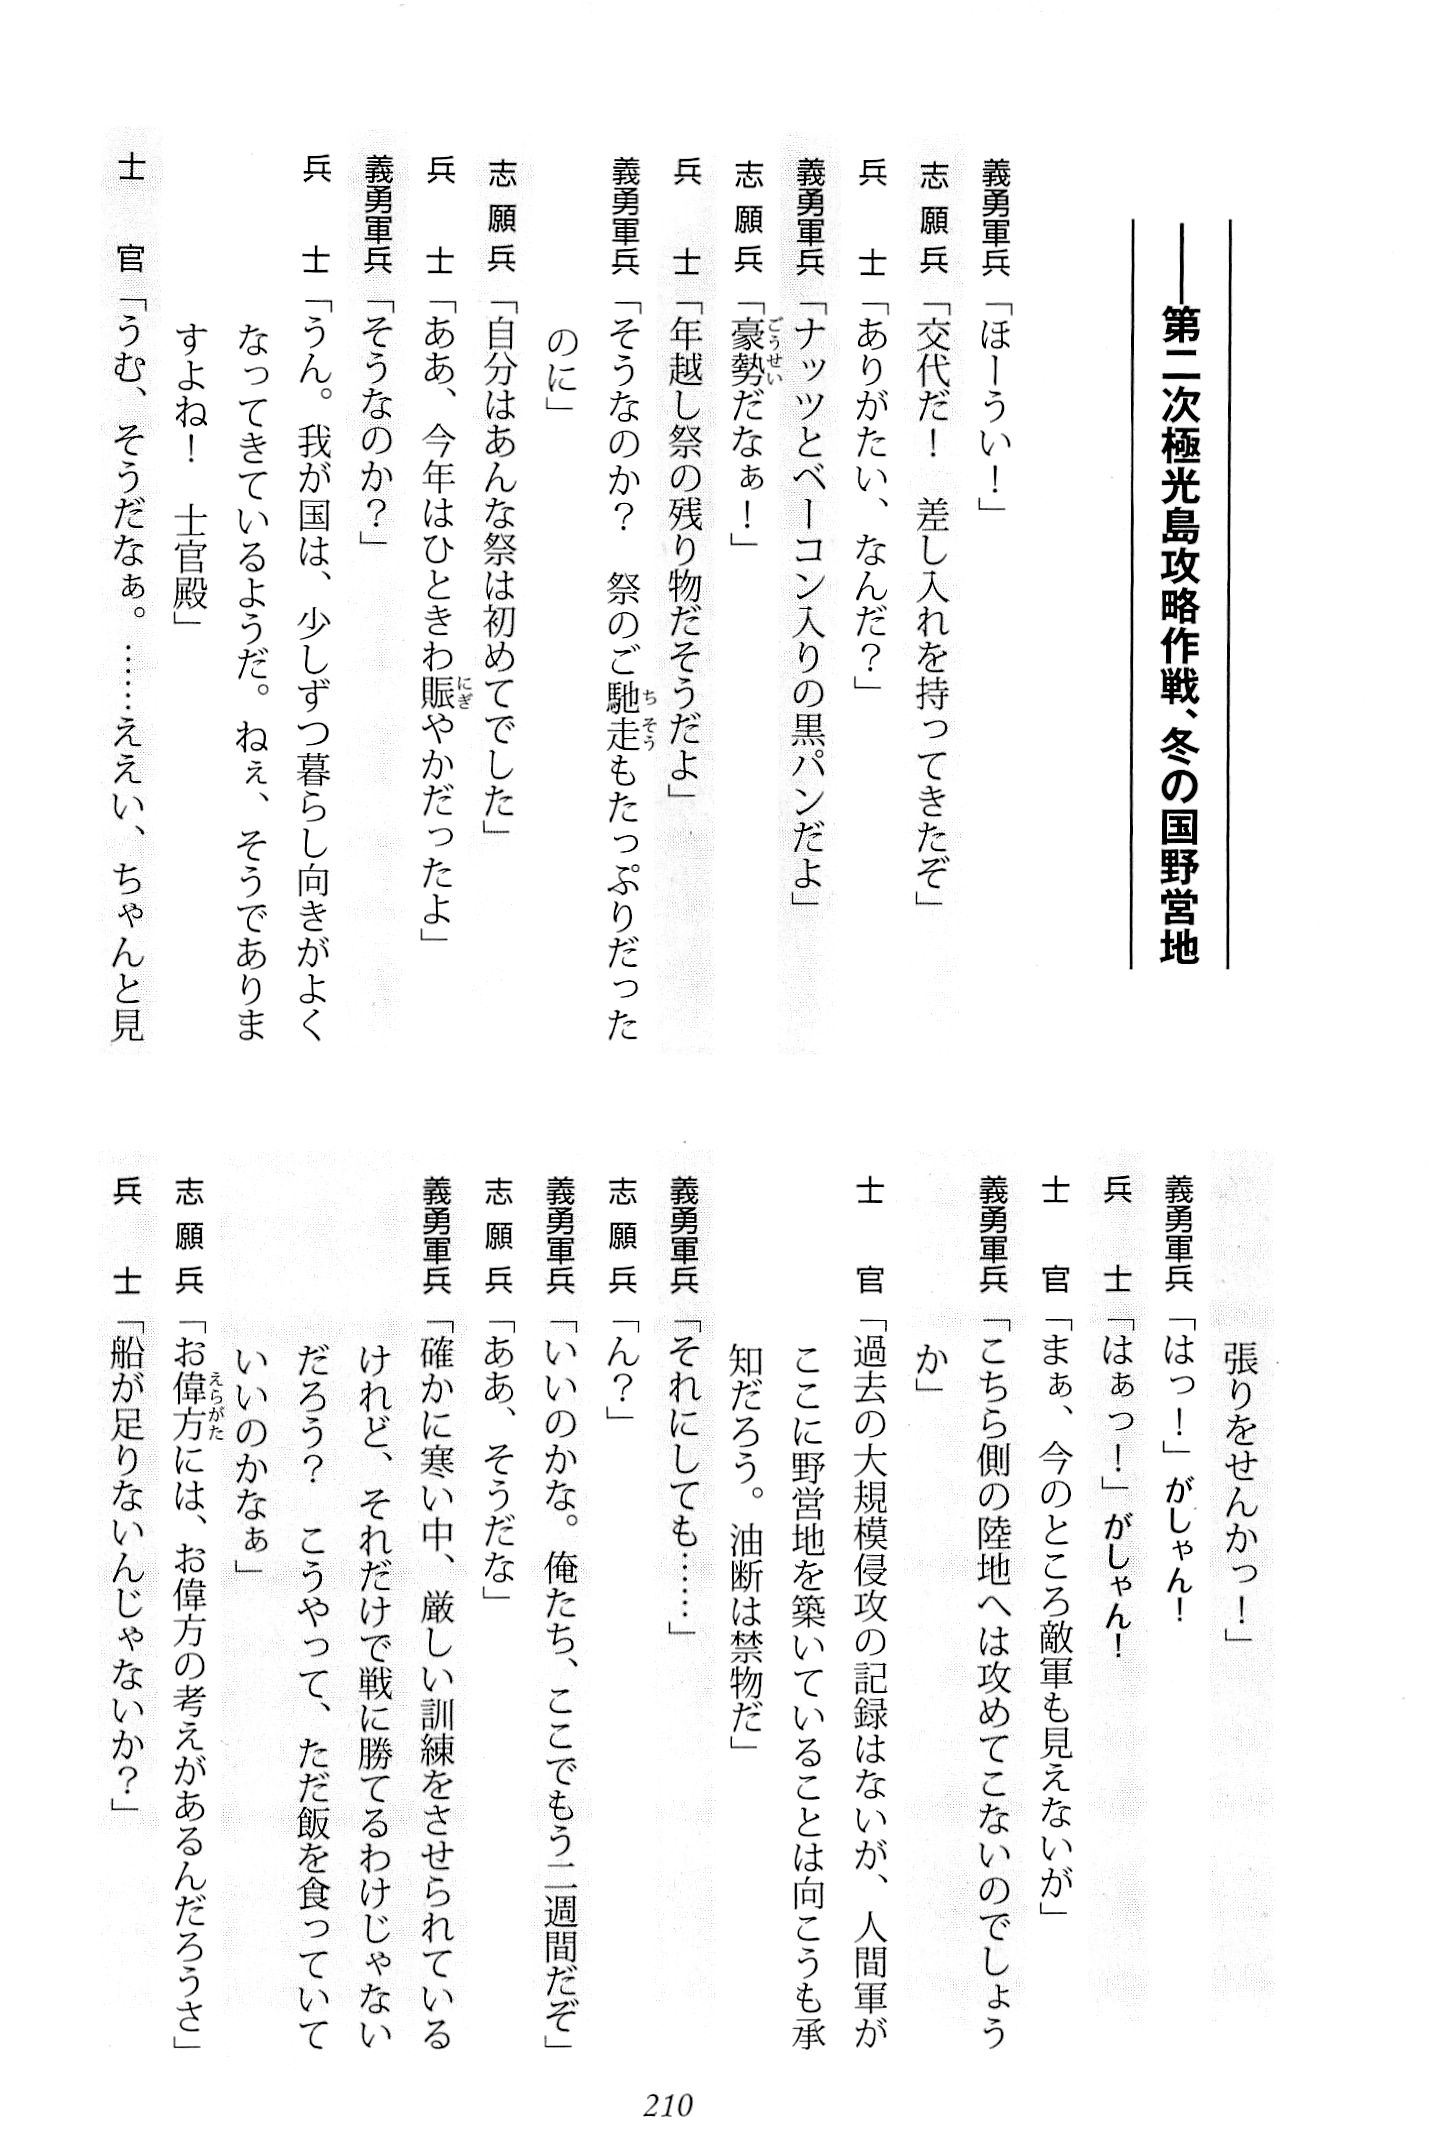 ――第二次極光島攻略作戦、冬の国野営地
義勇軍兵「ほーうい！」
志願兵「交代だ！　差し入れを持ってきたぞ」
兵士「ありがたい、なんだ？」
義勇軍兵「ナッツとベーコン入りの黒パンだよ」
志願兵「豪勢だなぁ！」
兵士「年越し祭の残り物だそうだよ」
義勇軍兵「そうなのか？　祭のご馳走もたっぷりだった
のに」
志願兵「自分はあんな祭は初めてでした」
兵士「ああ、今年はひときわ賑やかだったよ」
義勇軍兵「そうなのか？」
兵士「うん。我が国は、少しずつ暮らし向きがよく
なってきているようだ。ねぇ、そうでありま
すよね！　士官殿」
士官「うむ、そうだなぁ。……ええい、ちゃんと見
張りをせんかっ！」
義勇軍兵「はっ！」がしゃん！
兵士「はぁっ！」がしゃん！
士官「まぁ、今のところ敵軍も見えないが」
義勇軍兵「こちら側の陸地へは攻めてこないのでしょう
か」
士官「過去の大規模侵攻の記録はないが、人間軍が
ここに野営地を築いていることは向こうも承
知だろう。油断は禁物だ」
義勇軍兵「それにしても……」
志願兵「ん？」
義勇軍兵「いいのかな。俺たち、ここでもう二週間だぞ」
志願兵「ああ、そうだな」
義勇軍兵「確かに寒い中、厳しい訓練をさせられている
けれど、それだけで戦に勝てるわけじゃない
だろう？　こうやって、ただ飯を食っていて
いいのかなぁ」
志願兵「お偉方には、お偉方の考えがあるんだろうさ」
兵士「船が足りないんじゃないか？」
210